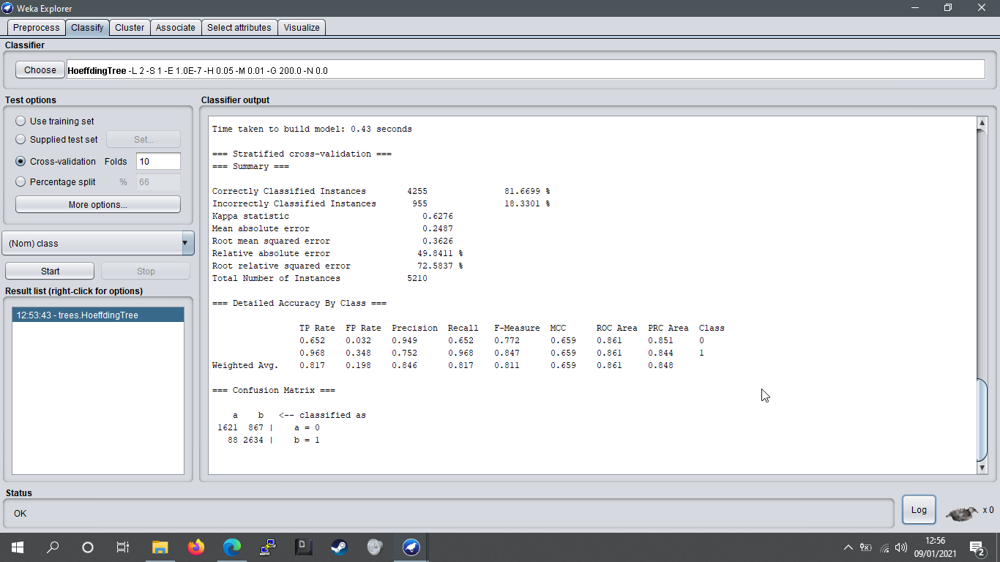 Weka Explorer
Preprocess Classify Cluster Associate Select attributes Visualize
Classifier
Choose HoeffdingTree -L 2 -S 1 -E 1.0E-7 -H 0.05 -M 0.01 -G 200.0 -N 0.0
Test options
Use training set
Supplied test set Set...
Cross-validation Folds 10
Percentage split % 66
More options...
(Nom) class
Start Stop
Result list (right-click for options)
12:53:43 - trees.HoeffdingTree
Classifier output
Time taken to build model: 0.43 seconds
=== Stratified cross-validation ===
=== Summary ===
Correctly Classified Instances 4255 81.6699 %
Incorrectly Classified Instances 955 18.3301 %
Kappa statistic 0.6276
Mean absolute error 0.2487
Root mean squared error 0.3626
Relative absolute error 49.8411 %
Root relative squared error 72.5837 %
Total Number of Instances 5210
=== Detailed Accuracy By Class ===
TP Rate FP Rate Precision Recall F-Measure MCC ROC Area PRC Area Class
0.652 0.032 0.949 0.652 0.772 0.659 0.861 0.851 0
0.968 0.348 0.752 0.968 0.847 0.659 0.861 0.844 1
Weighted Avg. 0.817 0.198 0.846 0.817 0.811 0.659 0.861 0.848
=== Confusion Matrix ===
a b <-- classified as
1621 867 | a = 0
88 2634 | b = 1
Status
OK
Log x 0
12:56
09/01/2021
2